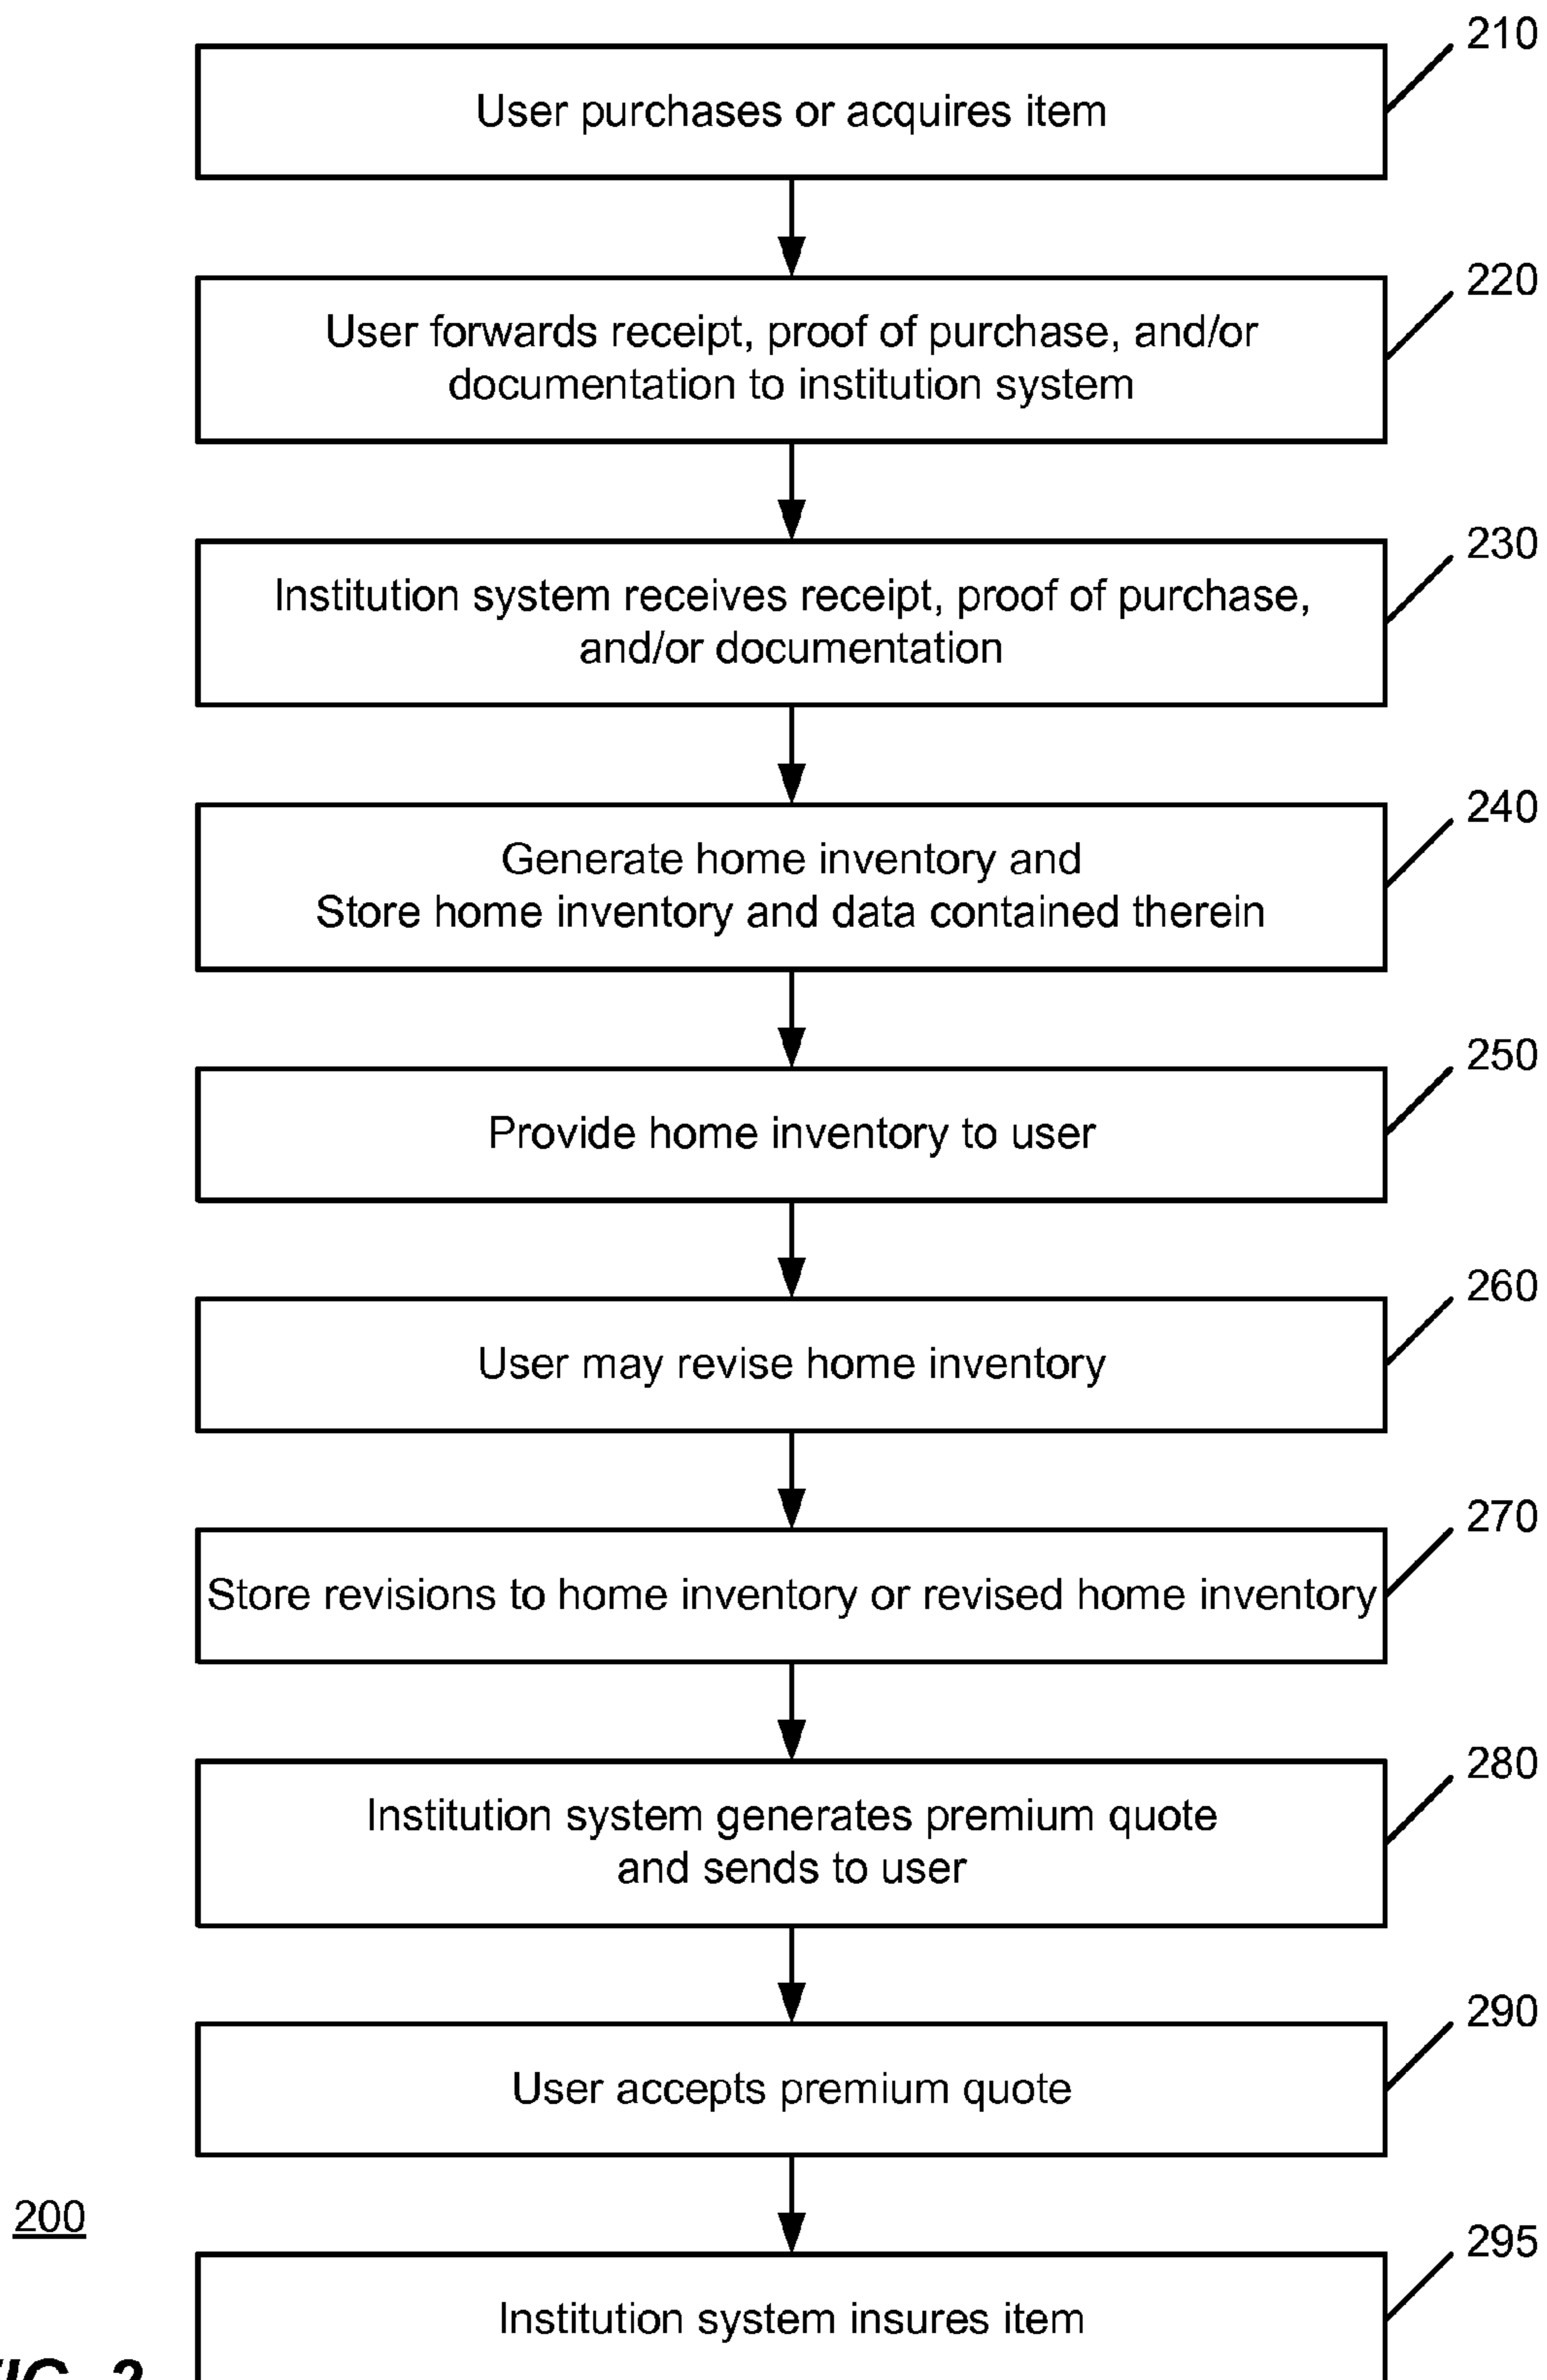 210
User purchases or acquires item
220
User forwards receipt, proof of purchase, and/or
documentation to institution system
230
Institution system receives receipt, proof of purchase,
and/or documentation
240
Generate home inventory and
Store home inventory and data contained therein
250
Provide home inventory to user
260
User may revise home inventory
270
Store revisions to home inventory or revised home inventory
280
Institution system generates premium quote
and sends to user
290
User accepts premium quote
200
295
Institution system insures item